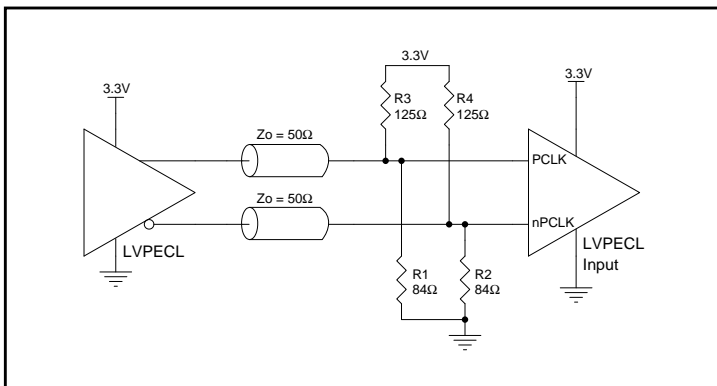 3.3V
3.3V
3.3V
R3
125Ω
R4
125Ω
Zo = 50Ω
PCLK
Zo = 50Ω
nPCLK
LVPECL
LVPECL
Input
R1
84Ω
R2
84Ω